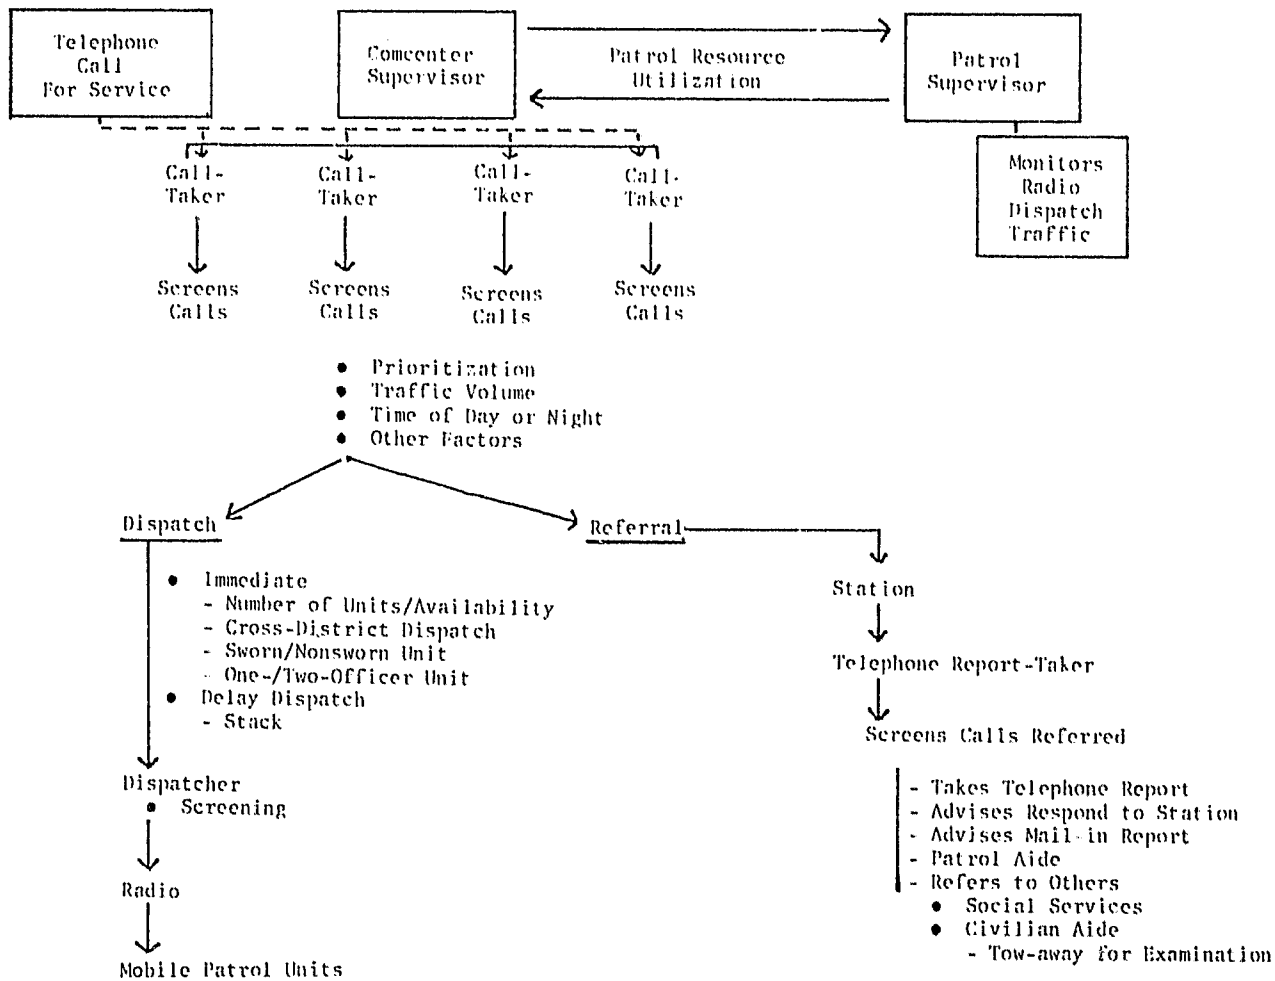 Telephone
Call
For Service
Comcenter
Supervisor
Patrol Resource
Utilization
Patrol
Supervisor
Monitors
Radio
Dispatch
Traffic
Call-
Taker
Call-
Taker
Call-
Taker
Call-
Taker
Screens
Calls
Screens
Calls
Screens
Calls
Screens
Calls
● Prioritization
● Traffic Volume
● Time of Day or Night
● Other Factors
Dispatch
● Immediate
- Number of Units/Availability
- Cross-District Dispatch
- Sworn/Nonsworn Unit
- One-/Two-Officer Unit
● Delay Dispatch
- Stack
Dispatcher
● Screening
Radio
Mobile Patrol Units
Referral
Station
Telephone Report-Taker
Screens Calls Referred
- Takes Telephone Report
- Advises Respond to Station
- Advises Mail-in Report
- Patrol Aide
- Refers to Others
● Social Services
● Civilian Aide
- Tow-away for Examination